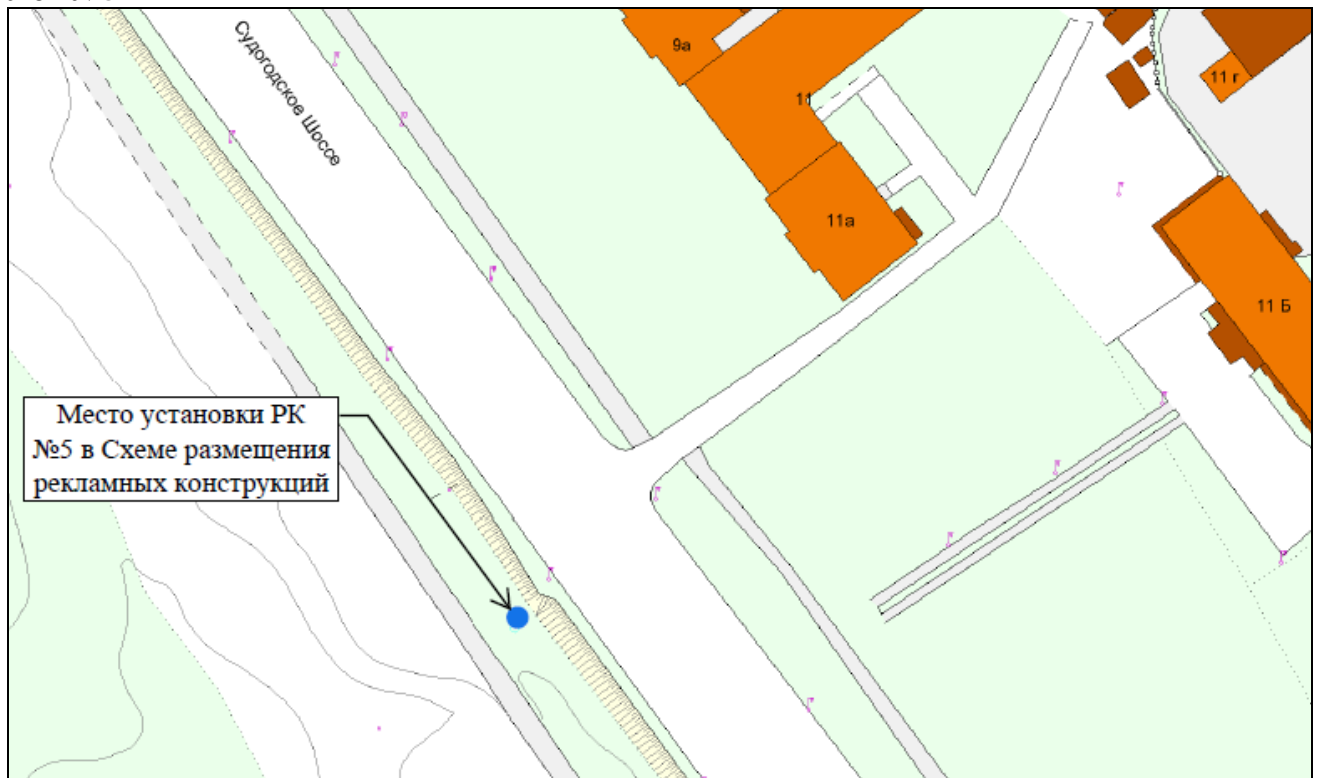 Судогодское Шоссе
9а
11
11 г
11а
11 Б
Место установки РК
№5 в Схеме размещения
рекламных конструкций